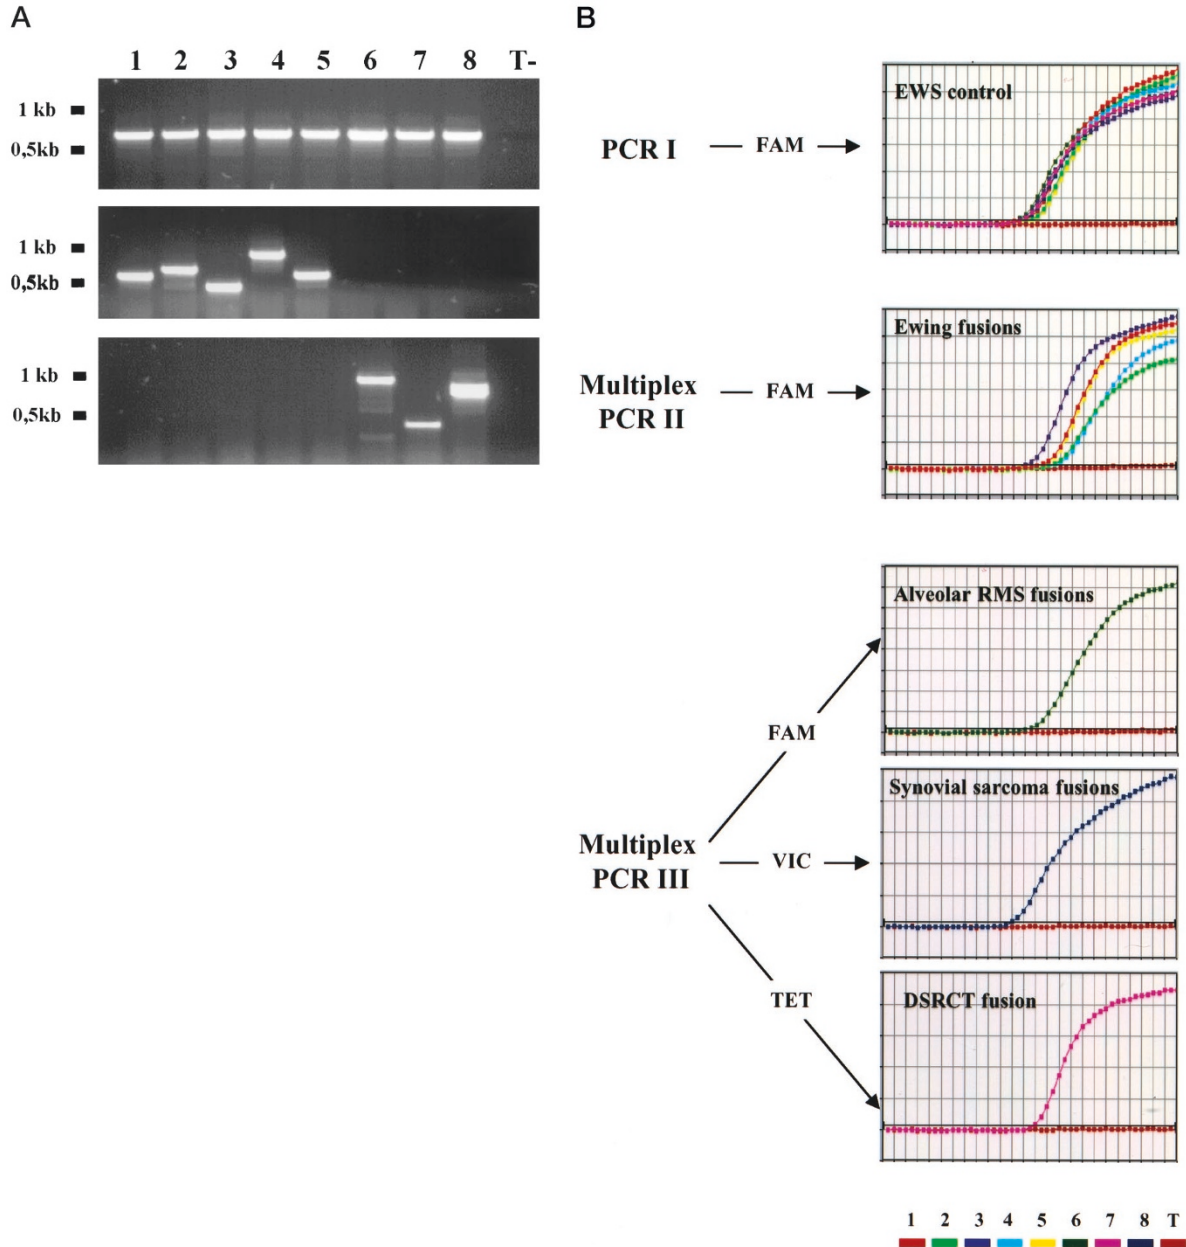 A
1 2 3 4 5 6 7 8 T-
1 kb
0,5kb
1 kb
0,5kb
1 kb
0,5kb
B
PCR I
FAM
EWS control
Multiplex
PCR II
FAM
Ewing fusions
Multiplex
PCR III
FAM
Alveolar RMS fusions
VIC
Synovial sarcoma fusions
TET
DSRCT fusion
1 2 3 4 5 6 7 8 T